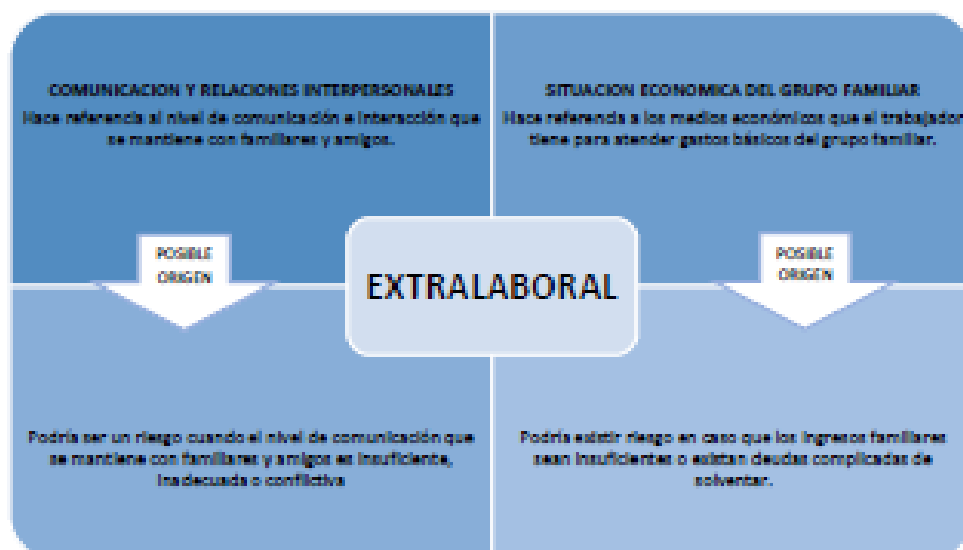 COMUNICACION Y RELACIONES INTERPERSONALES
Hace referencia al nivel de comunicación e interacción que
se mantiene con familiares y amigos.
SITUACION ECONOMICA DEL GRUPO FAMILIAR
Hace referencia a los medios económicos que el trabajador
tiene para atender gastos básicos del grupo familiar.
POSIBLE
ORIGEN
EXTRALABORAL
POSIBLE
ORIGEN
Podría ser un riesgo cuando el nivel de comunicación que
se mantiene con familiares y amigos es insuficiente,
inadecuada o conflictiva
Podría existir riesgo en caso que los ingresos familiares
sean insuficientes o existan deudas complicadas de
solventar.